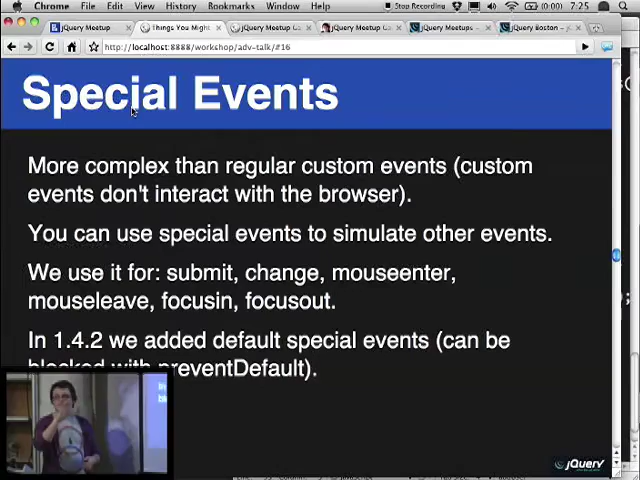 Chrome File Edit View History Bookmarks Window Help Stop Recording (0:00) 7:25
jQuery Meetup Things You Might jQuery Meetup jQuery Meetup jQuery Meetups jQuery Boston
http://localhost:8888/workshop/adv-talk/#16
Special Events
More complex than regular custom events (custom
events don't interact with the browser).
You can use special events to simulate other events.
We use it for: submit, change, mouseenter,
mouseleave, focusin, focusout.
In 1.4.2 we added default special events (can be
blocked with preventDefault).
jQuery